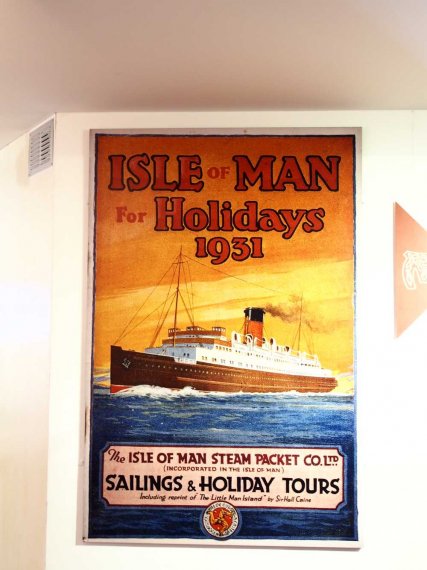 ISLE OF MAN
For Holidays
1931
The ISLE OF MAN STEAM PACKET CO. LTD
(INCORPORATED IN THE ISLE OF MAN)
SAILINGS & HOLIDAY TOURS
Including reprint of "The Little Man Island" by Sir Hall Caine